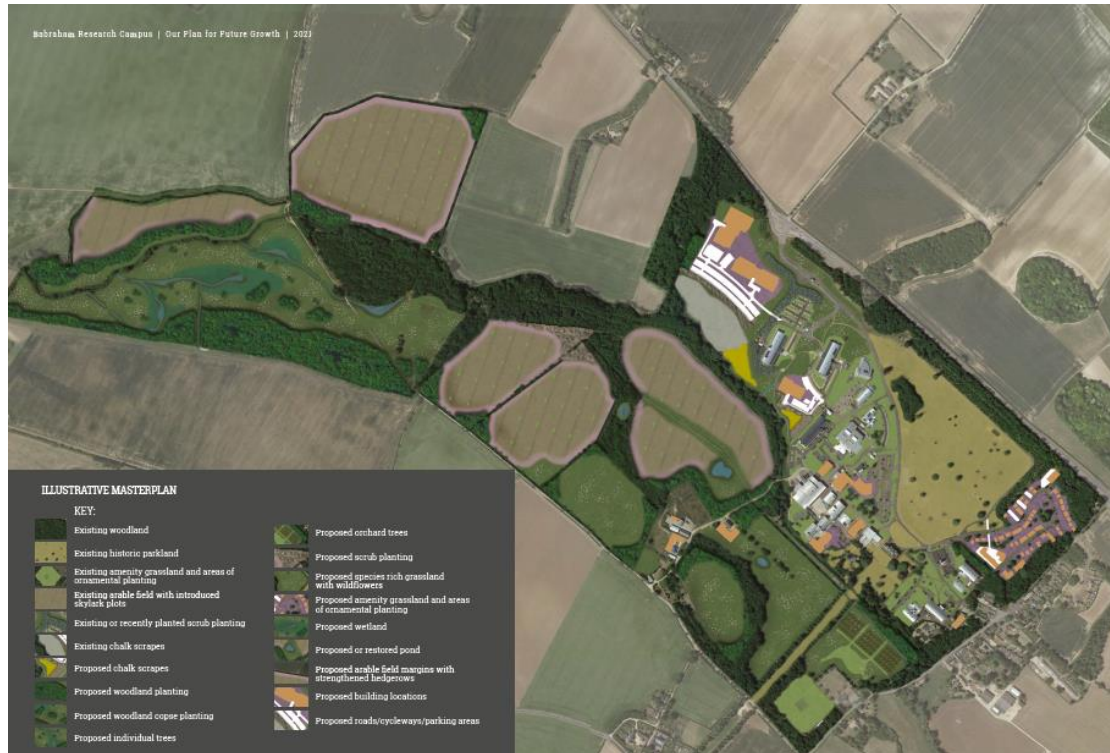 Babraham Research Campus | Our Plan for Future Growth | 2023
ILLUSTRATIVE MASTERPLAN
KEY:
Existing woodland
Existing historic parkland
Existing amenity grassland and areas of
ornamental planting
Existing arable field with introduced
skylark plots
Existing or recently planted scrub planting
Existing chalk scrapes
Proposed chalk scrapes
Proposed woodland planting
Proposed woodland copse planting
Proposed individual trees
Proposed orchard trees
Proposed scrub planting
Proposed species rich grassland
with wildflowers
Proposed amenity grassland and areas
of ornamental planting
Proposed wetland
Proposed or restored pond
Proposed arable field margins with
strengthened hedgerows
Proposed building locations
Proposed roads/cycleways/parking areas